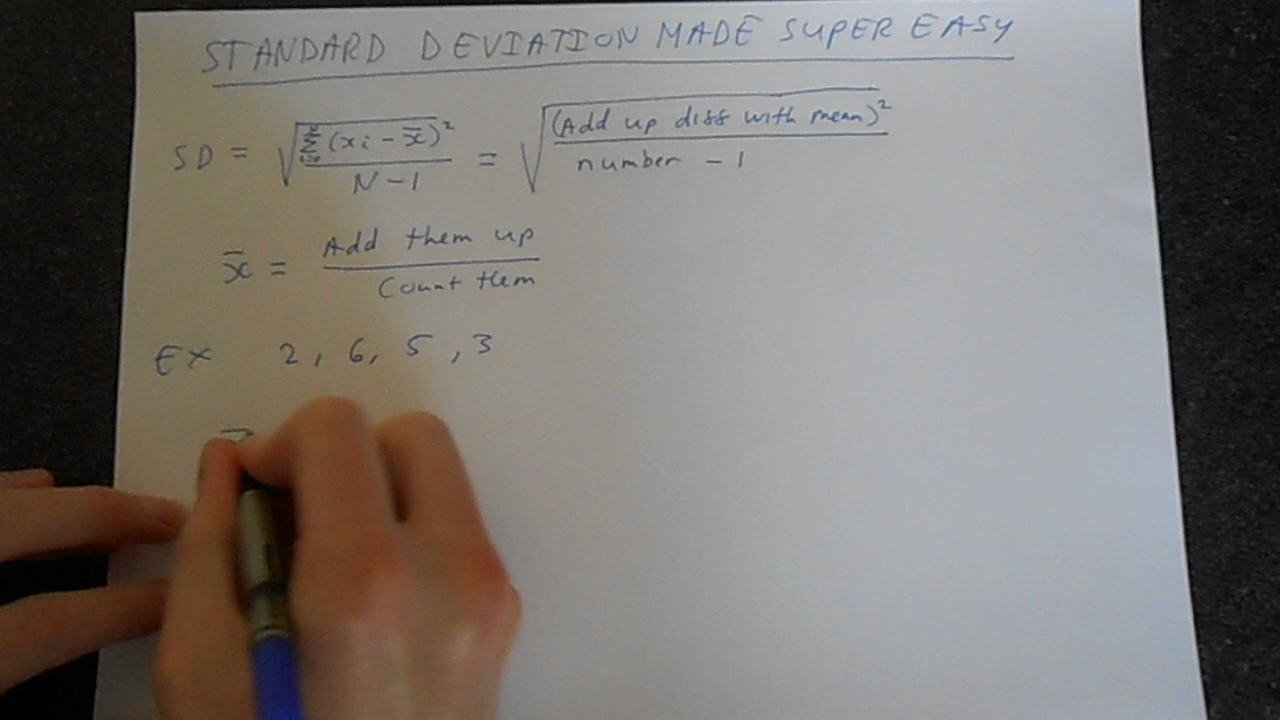 STANDARD DEVIATION MADE SUPER EASY
SD = √(∑(xi - x̄)² / N-1) = √((Add up diff with mean)² / number - 1)
x̄ = Add them up / Count them
EX 2, 6, 5, 3